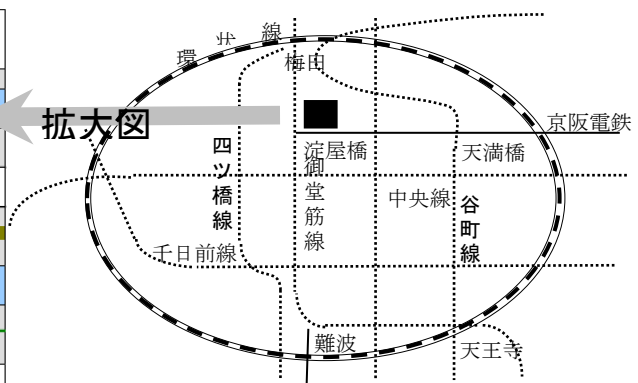 環状線
梅田
拡大図
京阪電鉄
淀屋橋
天満橋
四ツ橋線
御堂筋線
中央線
谷町線
千日前線
難波
天王寺